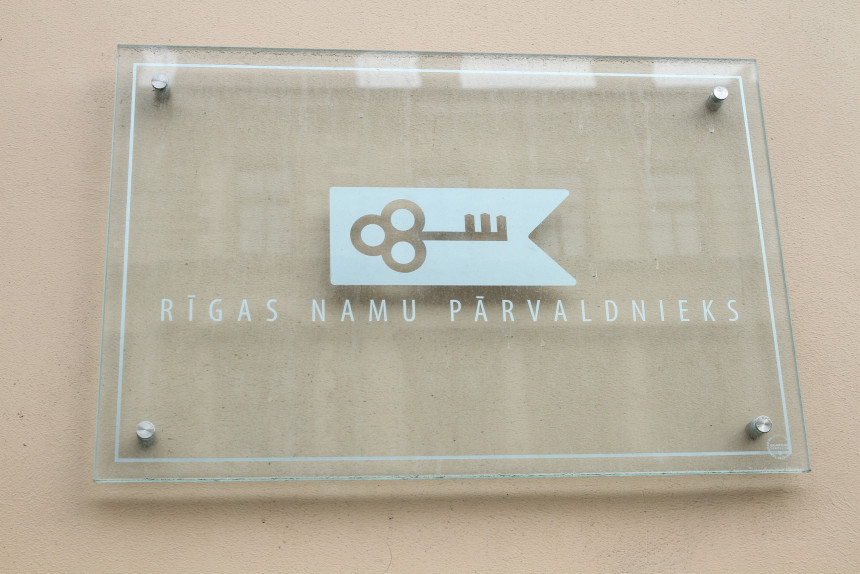 RĪGAS NAMU PĀRVALDNIEKS